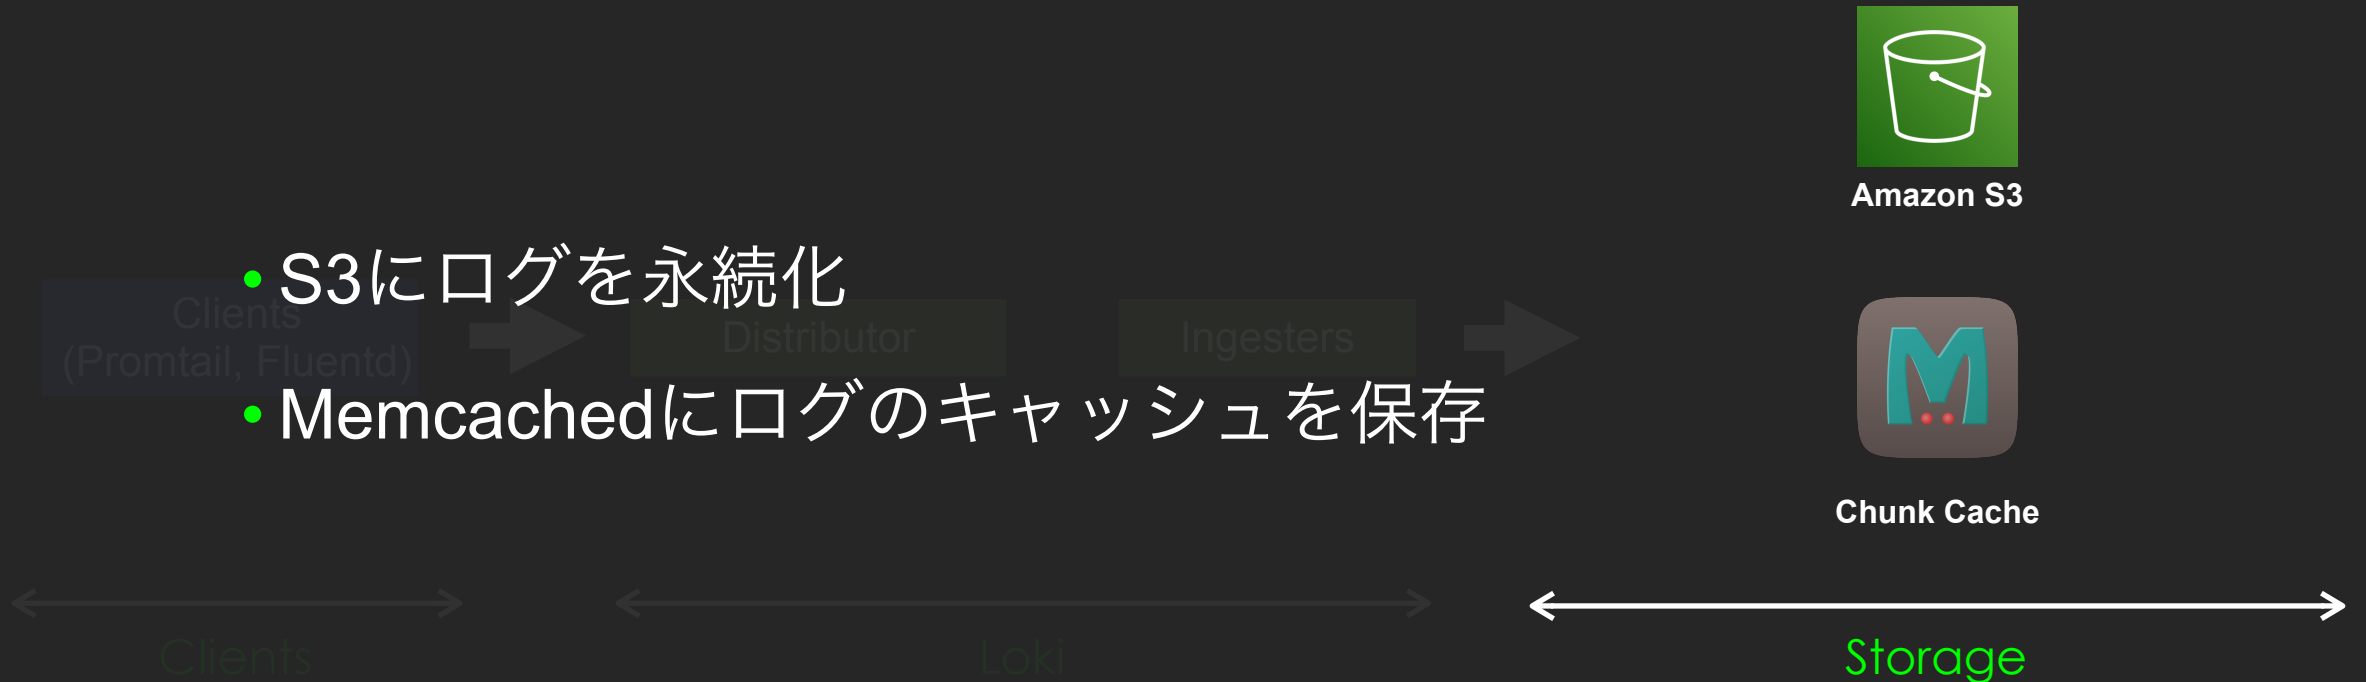 Amazon S3
• S3にログを永続化
Clients
(Promtail, Fluentd)
Distributor
Ingesters
• Memcachedにログのキャッシュを保存
Chunk Cache
Clients
Loki
Storage